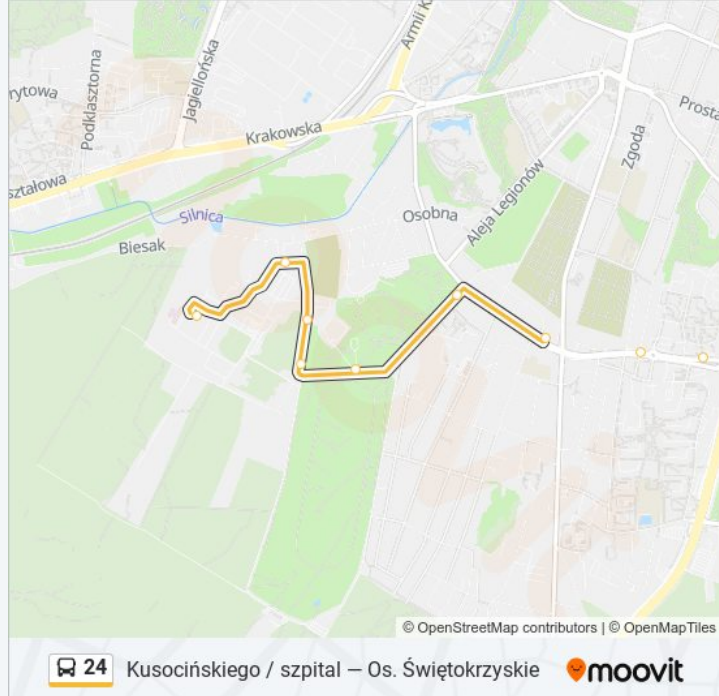 Armii K
rytowa
Podklasztorna
Jagiellońska
Krakowska
Prosta
Zgoda
ształowa
Silnica
Osobna
Aleja Legionów
Biesak
© OpenStreetMap contributors | © OpenMapTiles
24 Kusocińskiego / szpital — Os. Świętokrzyskie moovit